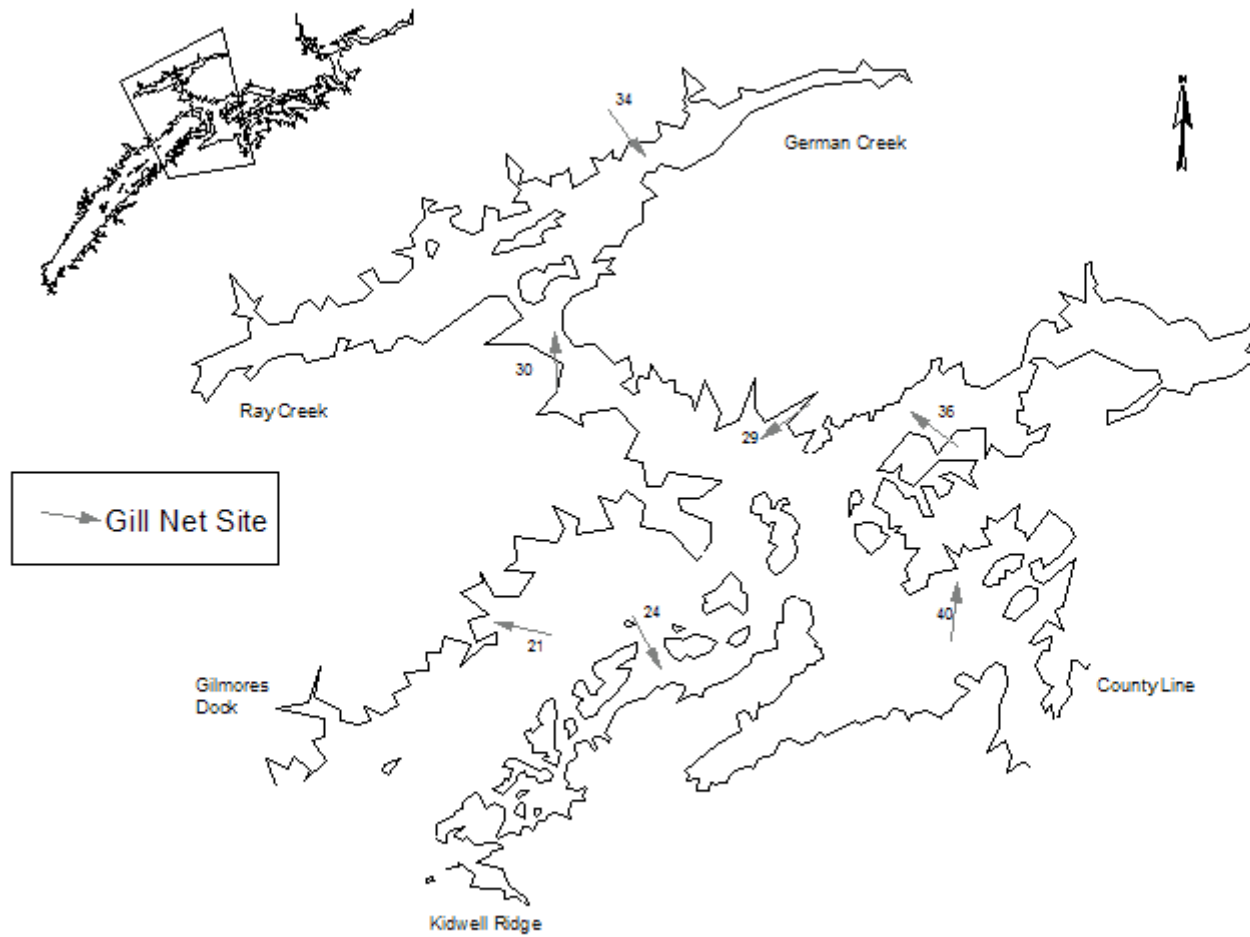 N
34
German Creek
30
Ray Creek
29
36
Gill Net Site
24
21
40
Gilmores
Dock
County Line
Kidwell Ridge